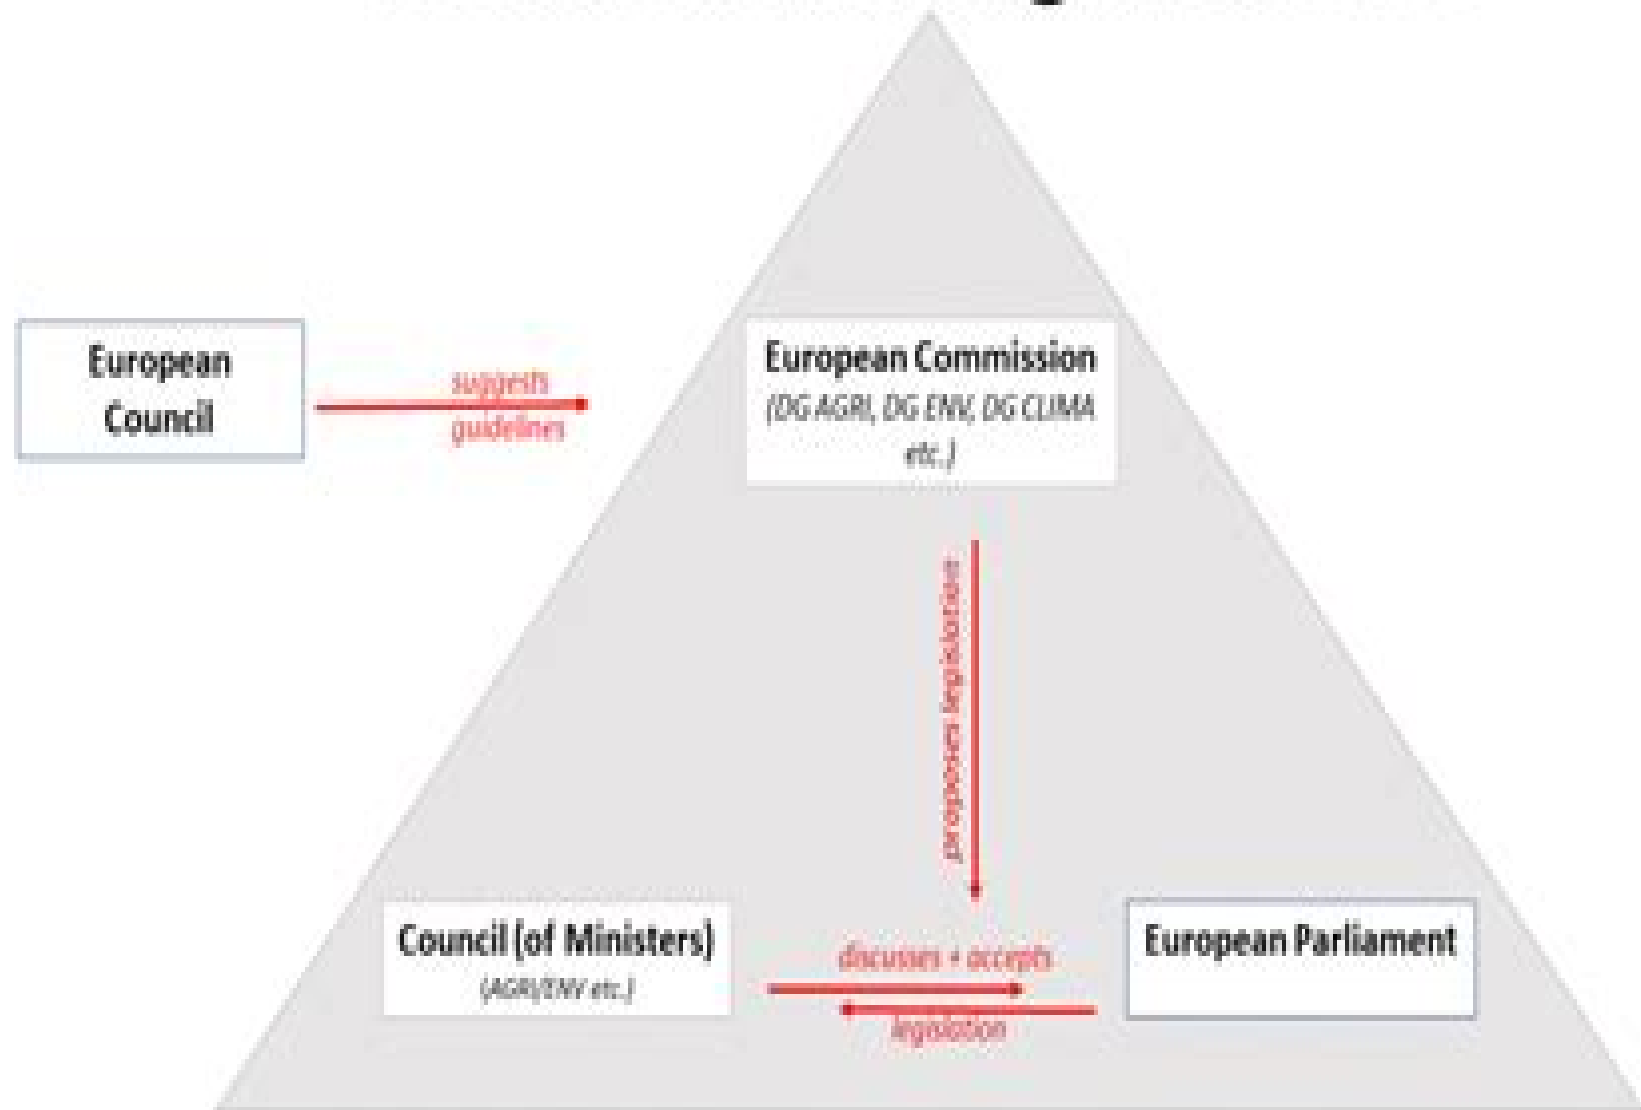 European
Council
suggests
guidelines
European Commission
(DG AGRI, DG ENV, DG CLIMA
etc.)
proposes legislation
Council (of Ministers)
(AGRI/ENV etc.)
discusses + accepts
legislation
European Parliament